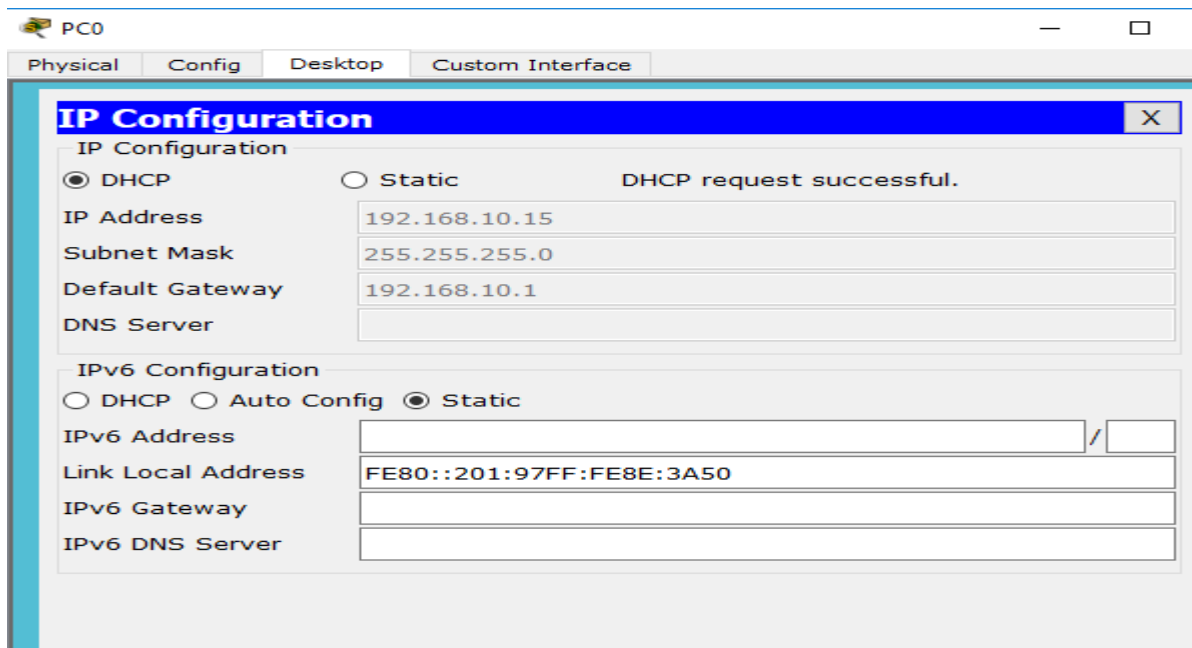 PC0
Physical Config Desktop Custom Interface
IP Configuration X
IP Configuration
DHCP Static DHCP request successful.
IP Address 192.168.10.15
Subnet Mask 255.255.255.0
Default Gateway 192.168.10.1
DNS Server
IPv6 Configuration
DHCP Auto Config Static
IPv6 Address /
Link Local Address FE80::201:97FF:FE8E:3A50
IPv6 Gateway
IPv6 DNS Server